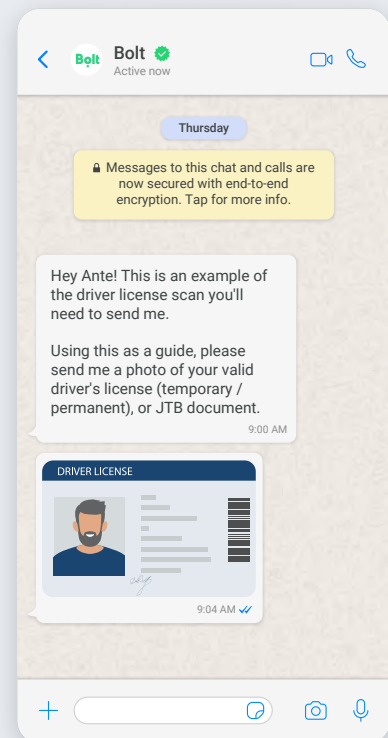 Bolt
Bolt
Active now
Thursday
Messages to this chat and calls are
now secured with end-to-end
encryption. Tap for more info.
Hey Ante! This is an example of
the driver license scan you'll
need to send me.
Using this as a guide, please
send me a photo of your valid
driver's license (temporary /
permanent), or JTB document.
9:00 AM
DRIVER LICENSE
9:04 AM